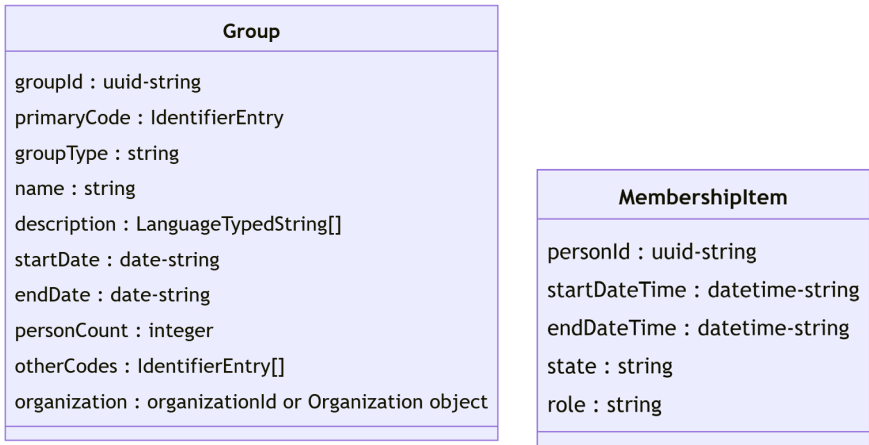 Group
groupId : uuid-string
primaryCode : IdentifierEntry
groupType : string
name : string
description : LanguageTypedString[]
startDate : date-string
endDate : date-string
personCount : integer
otherCodes : IdentifierEntry[]
organization : organizationId or Organization object
MembershipItem
personId : uuid-string
startDateTime : datetime-string
endDateTime : datetime-string
state : string
role : string